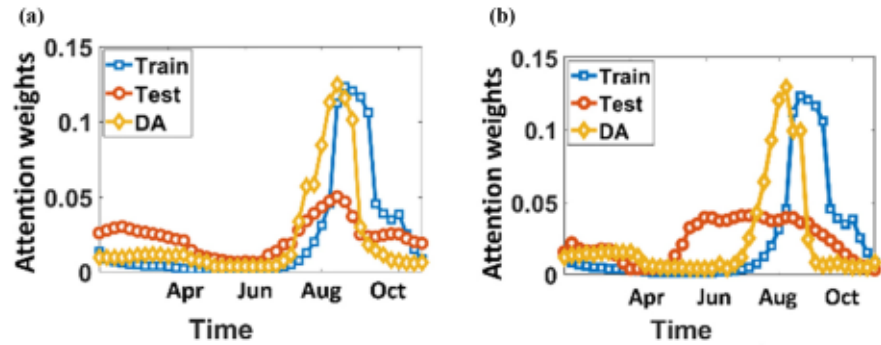 (a)
Attention weights
0.15
0.1
0.05
0
Train
Test
DA
Apr Jun Aug Oct
Time
(b)
Attention weights
0.15
0.1
0.05
0
Train
Test
DA
Apr Jun Aug Oct
Time